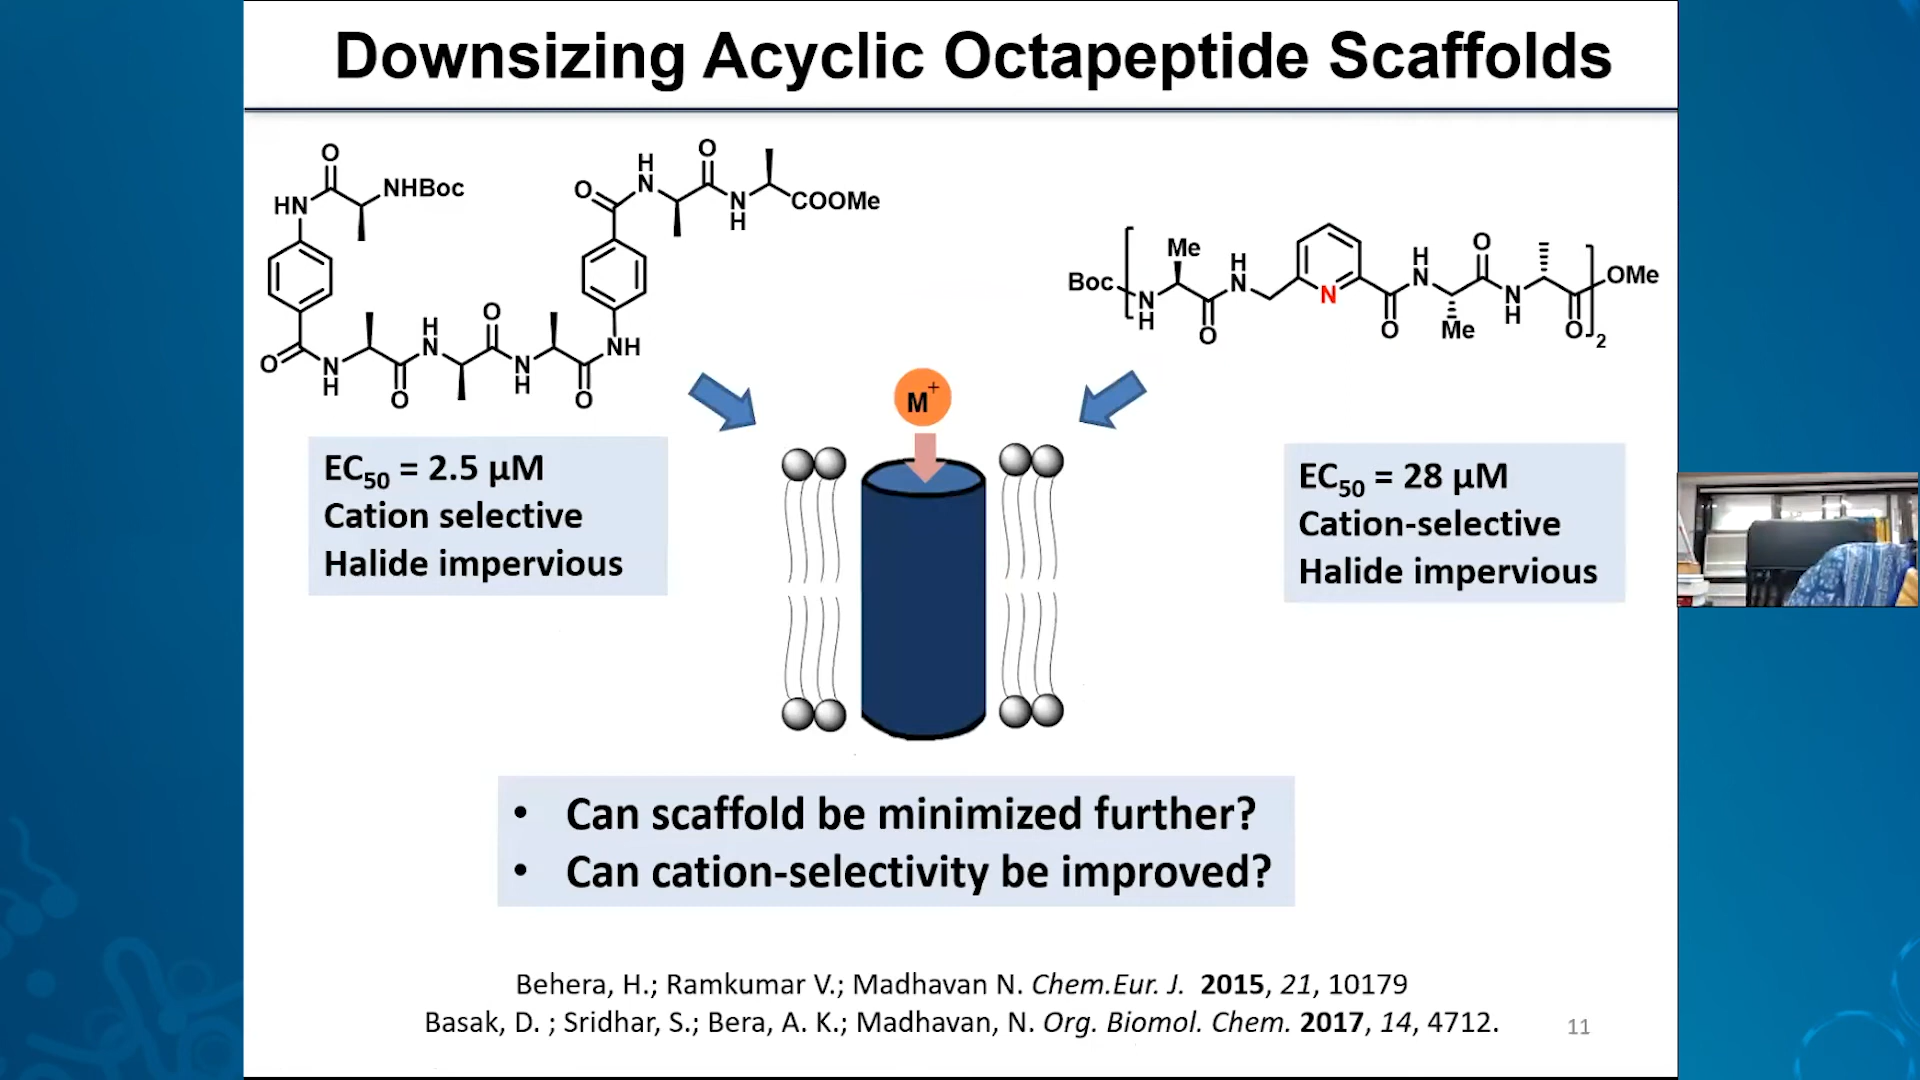 Downsizing Acyclic Octapeptide Scaffolds
O
HN
NHBoc
O
N
H
O
H
N
O
N
H
O
NH
O
H
N
O
N
H
COOMe
Boc
N
H
Me
O
H
N
N
O
H
N
Me
O
N
H
O
2
OMe
M+
EC50 = 2.5 µM
Cation selective
Halide impervious
EC50 = 28 µM
Cation-selective
Halide impervious
• Can scaffold be minimized further?
• Can cation-selectivity be improved?
Behera, H.; Ramkumar V.; Madhavan N. Chem.Eur. J. 2015, 21, 10179
Basak, D. ; Sridhar, S.; Bera, A. K.; Madhavan, N. Org. Biomol. Chem. 2017, 14, 4712.
11